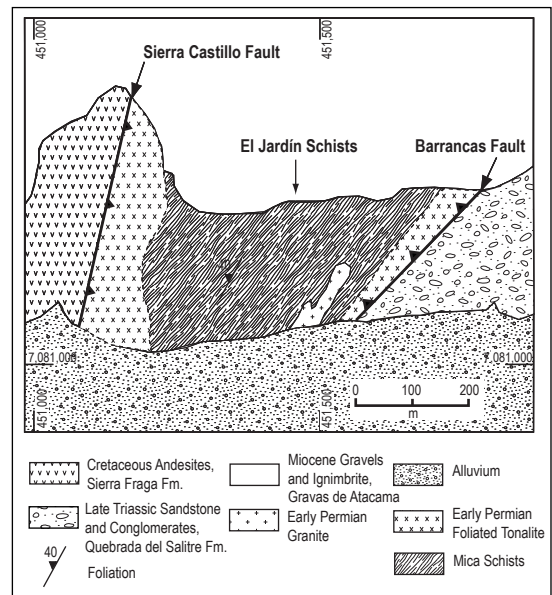 451,000
451,500
Sierra Castillo Fault
El Jardín Schists
Barrancas Fault
7,081,000
7,081,000
451,000
451,500
0 100 200
m
Cretaceous Andesites,
Sierra Fraga Fm.
Miocene Gravels
and Ignimbrite,
Gravas de Atacama
Alluvium
Late Triassic Sandstone
and Conglomerates,
Quebrada del Salitre Fm.
Early Permian
Granite
Early Permian
Foliated Tonalite
40
Foliation
Mica Schists